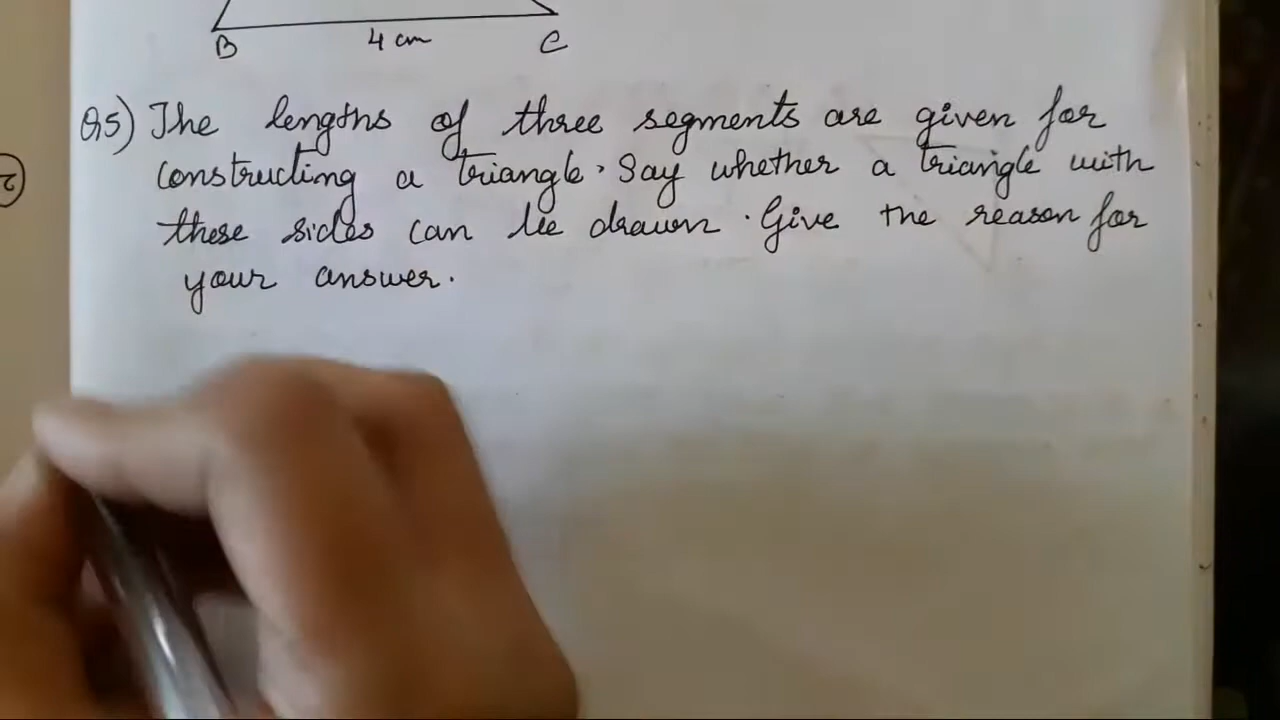 B 4 cm C
Q5) The lengths of three segments are given for
constructing a triangle. Say whether a triangle with
these sides can be drawn. Give the reason for
your answer.
2